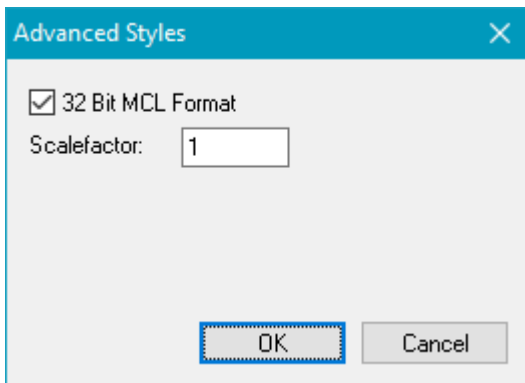 Advanced Styles
32 Bit MCL Format
Scalefactor: 1
OK Cancel